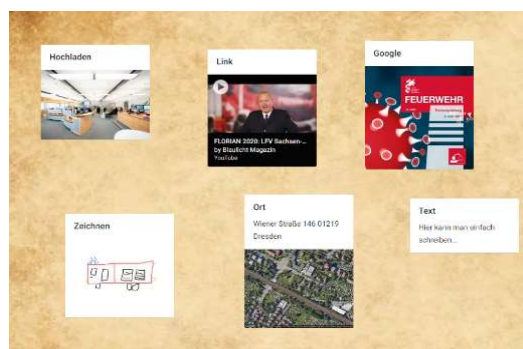 Hochladen
Link
FLORIAN 2020: LFV Sachsen-...
by Blaulicht Magazin
YouTube
Google
FEUERWEHR
Zeichnen
Ort
Wiener Straße 146 01219
Dresden
Text
Hier kann man einfach
schreiben...